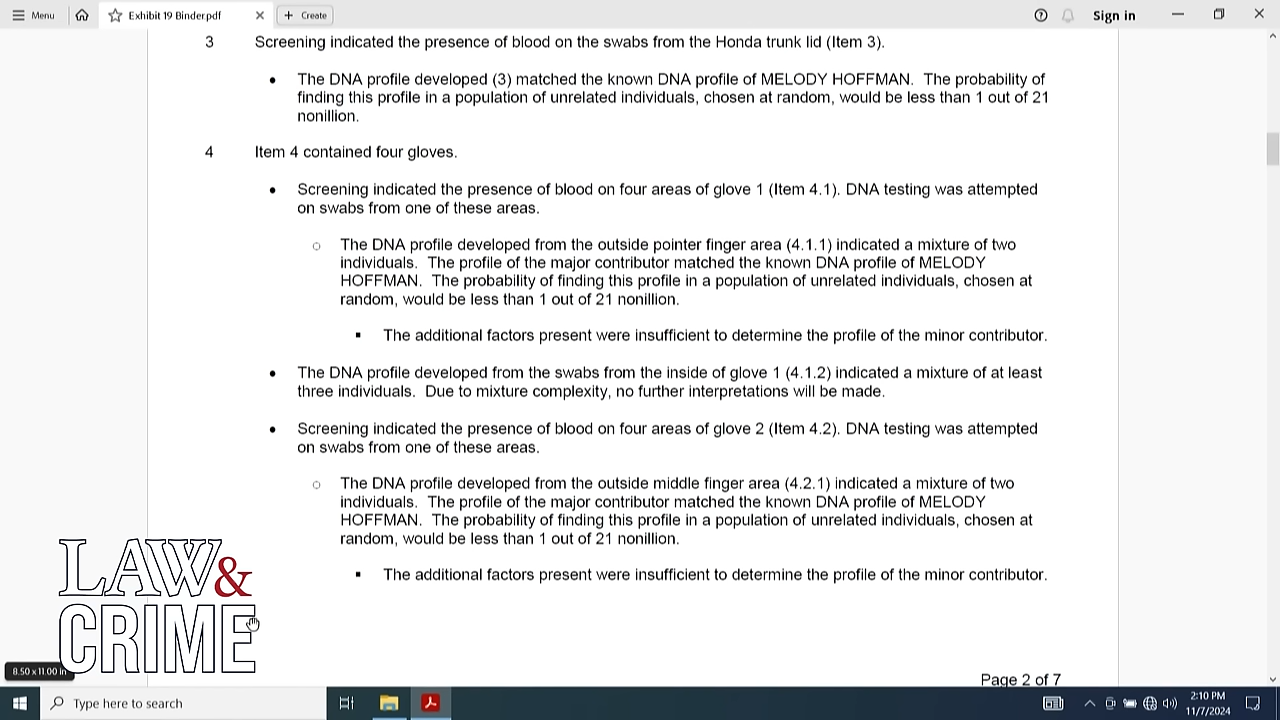 Menu
Exhibit 19 Binder.pdf
Create
Sign in
3 Screening indicated the presence of blood on the swabs from the Honda trunk lid (Item 3).
• The DNA profile developed (3) matched the known DNA profile of MELODY HOFFMAN. The probability of
finding this profile in a population of unrelated individuals, chosen at random, would be less than 1 out of 21
nonillion.
4 Item 4 contained four gloves.
• Screening indicated the presence of blood on four areas of glove 1 (Item 4.1). DNA testing was attempted
on swabs from one of these areas.
○ The DNA profile developed from the outside pointer finger area (4.1.1) indicated a mixture of two
individuals. The profile of the major contributor matched the known DNA profile of MELODY
HOFFMAN. The probability of finding this profile in a population of unrelated individuals, chosen at
random, would be less than 1 out of 21 nonillion.
▪ The additional factors present were insufficient to determine the profile of the minor contributor.
• The DNA profile developed from the swabs from the inside of glove 1 (4.1.2) indicated a mixture of at least
three individuals. Due to mixture complexity, no further interpretations will be made.
• Screening indicated the presence of blood on four areas of glove 2 (Item 4.2). DNA testing was attempted
on swabs from one of these areas.
○ The DNA profile developed from the outside middle finger area (4.2.1) indicated a mixture of two
individuals. The profile of the major contributor matched the known DNA profile of MELODY
HOFFMAN. The probability of finding this profile in a population of unrelated individuals, chosen at
random, would be less than 1 out of 21 nonillion.
▪ The additional factors present were insufficient to determine the profile of the minor contributor.
LAW&
CRIME
8.50 x 11.00 in
Page 2 of 7
Type here to search
2:10 PM
11/7/2024